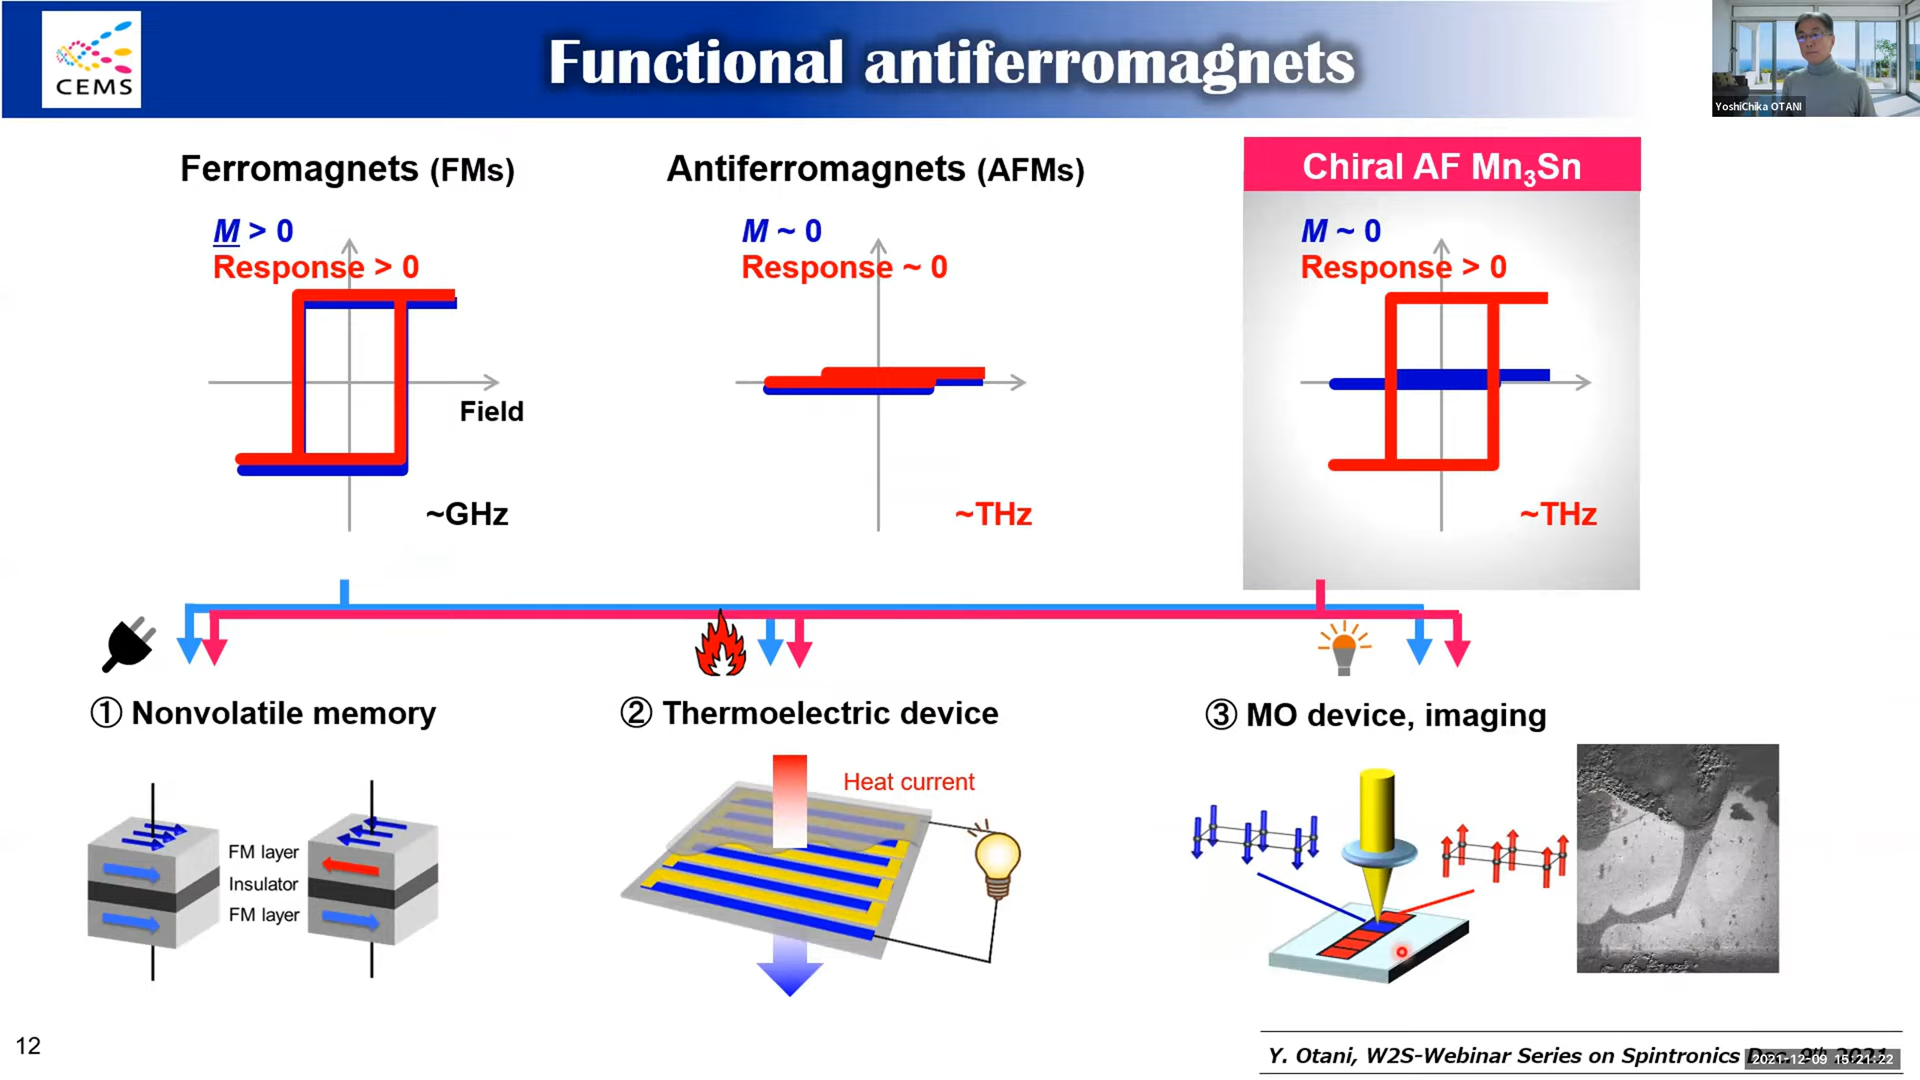 CEMS
Functional antiferromagnets
YoshiChika OTANI
Ferromagnets (FMs)
M > 0
Response > 0
Field
~GHz
Antiferromagnets (AFMs)
M ~ 0
Response ~ 0
~THz
Chiral AF Mn₃Sn
M ~ 0
Response > 0
~THz
① Nonvolatile memory
FM layer
Insulator
FM layer
② Thermoelectric device
Heat current
③ MO device, imaging
12
Y. Otani, W2S-Webinar Series on Spintronics
2021-12-09 15:21:22